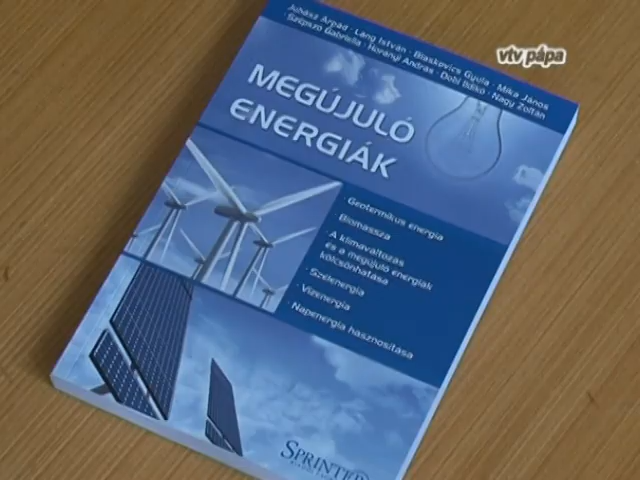 vtv pápa
Juhász Árpád · Láng István · Blaskovics Gyula · Mika János
· Szépszó Gabriella · Horányi András · Dobi Ildikó · Nagy Zoltán
MEGÚJULÓ
ENERGIÁK
· Geotermikus energia
· Biomassza
· A klímaváltozás
és a megújuló energiák
kölcsönhatása
· Szélenergia
· Vízenergia
· Napenergia hasznosítása
SPRINTER